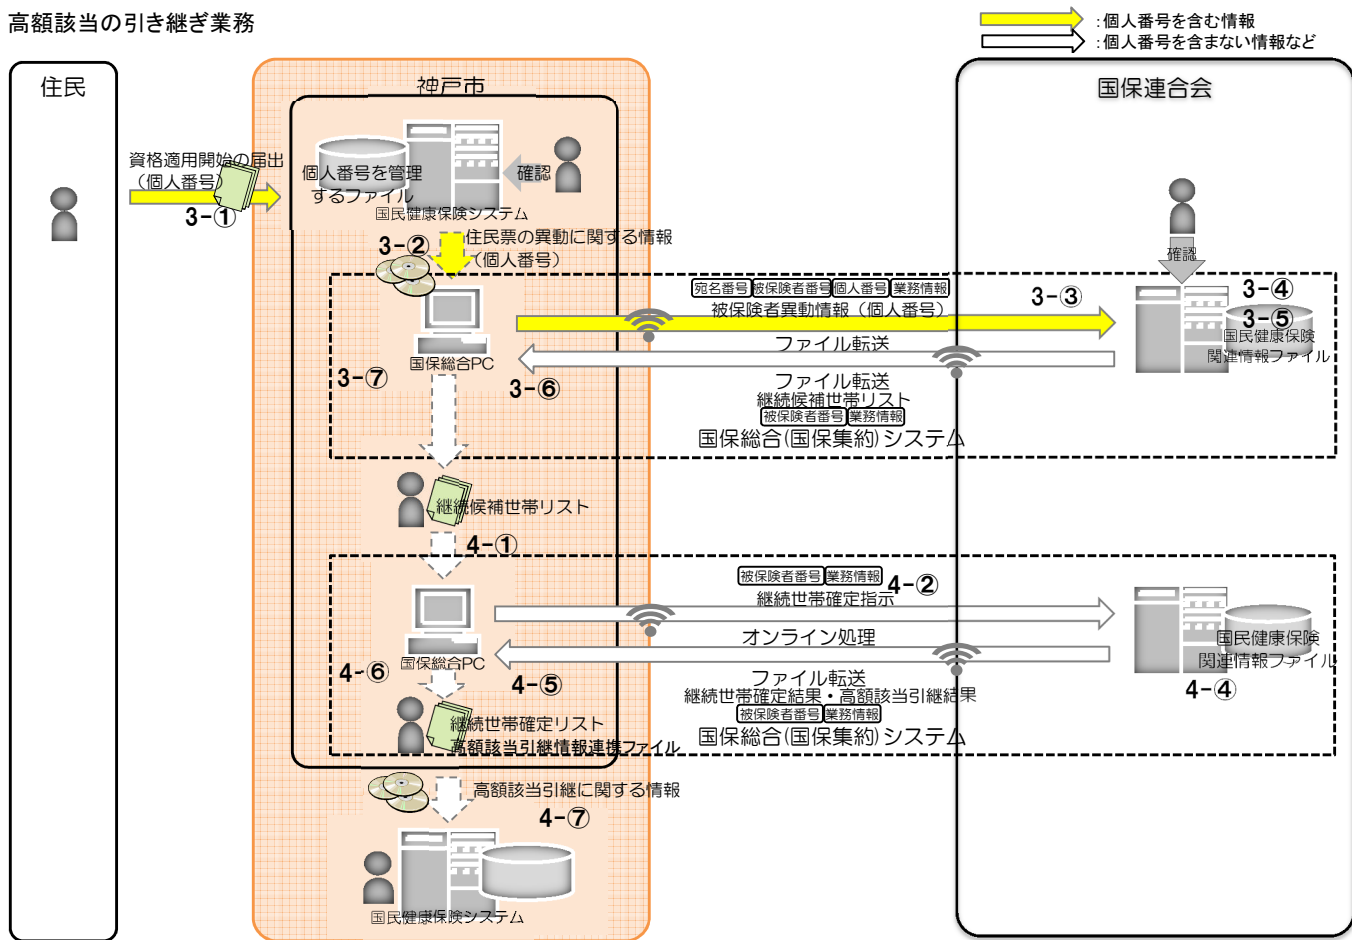 高額該当の引き継ぎ業務
：個人番号を含む情報
：個人番号を含まない情報など
住民
神戸市
国保連合会
資格適用開始の届出
（個人番号）
3-①
個人番号を管理
するファイル
国民健康保険システム
確認
3-②
住民票の異動に関する情報
（個人番号）
確認
宛名番号 被保険者番号 個人番号 業務情報
被保険者異動情報（個人番号）
3-③
3-④
3-⑤
国民健康保険
関連情報ファイル
ファイル転送
国保総合PC
3-⑦
3-⑥
ファイル転送
継続候補世帯リスト
被保険者番号 業務情報
国保総合(国保集約)システム
継続候補世帯リスト
4-①
被保険者番号 業務情報
4-②
継続世帯確定指示
オンライン処理
国民健康保険
関連情報ファイル
国保総合PC
4-⑥
4-⑤
4-④
ファイル転送
継続世帯確定結果・高額該当引継結果
被保険者番号 業務情報
国保総合(国保集約)システム
継続世帯確定リスト
高額該当引継情報連携ファイル
高額該当引継に関する情報
4-⑦
国民健康保険システム